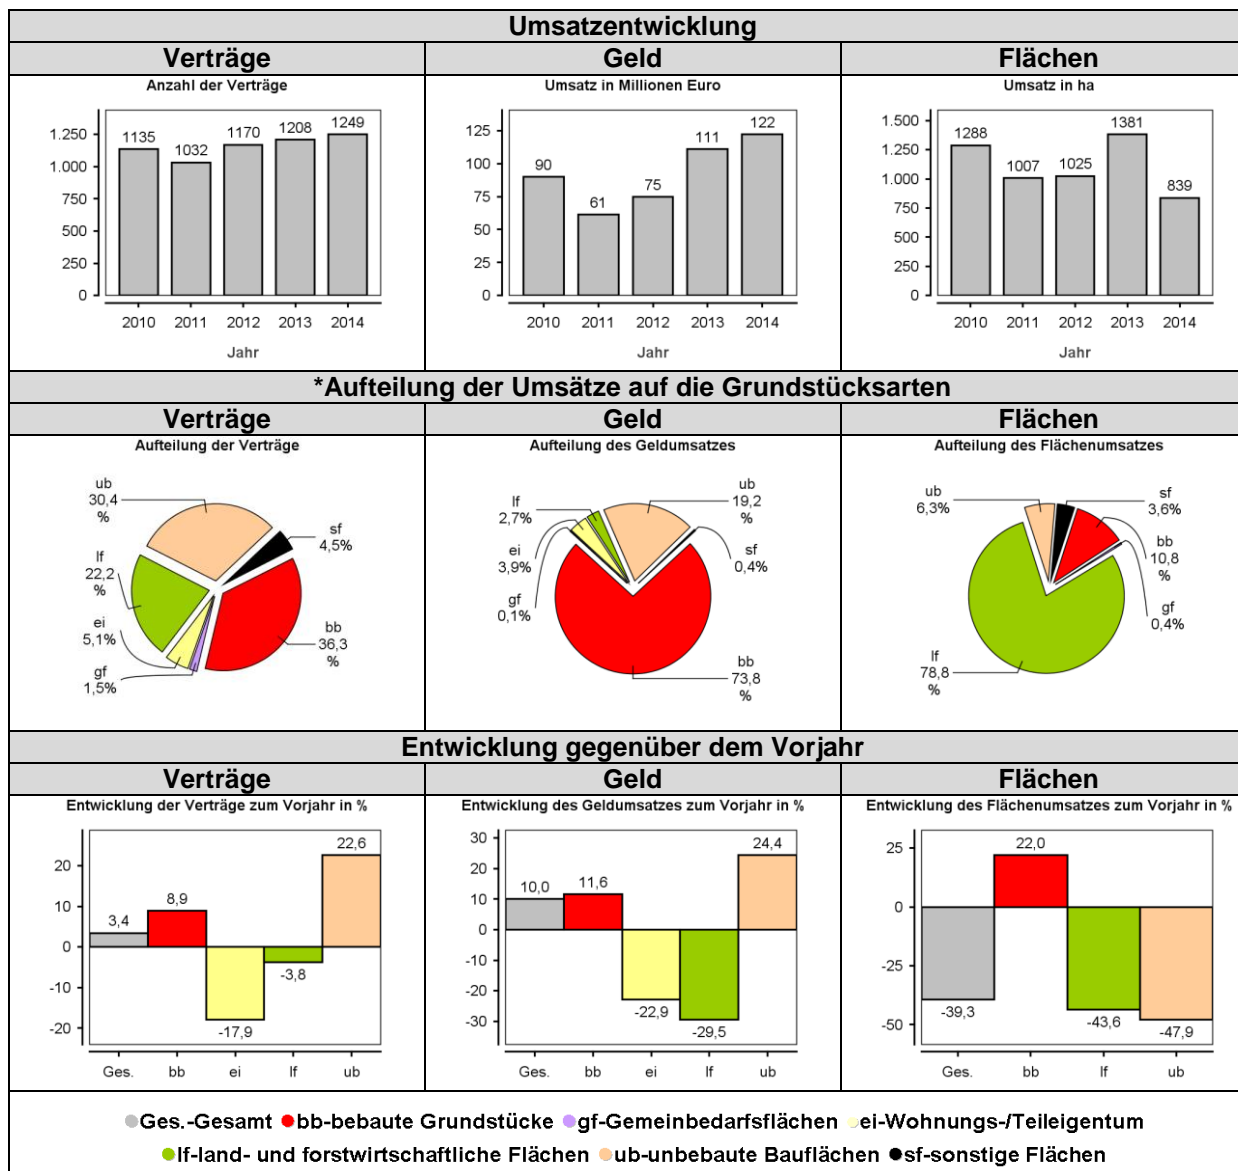 Umsatzentwicklung
Verträge
Geld
Flächen
Anzahl der Verträge
1.250
1.000
750
500
250
0
1135
1032
1170
1208
1249
2010 2011 2012 2013 2014
Jahr
Umsatz in Millionen Euro
125
100
75
50
25
0
90
61
75
111
122
2010 2011 2012 2013 2014
Jahr
Umsatz in ha
1.500
1.250
1.000
750
500
250
0
1288
1007
1025
1381
839
2010 2011 2012 2013 2014
Jahr
*Aufteilung der Umsätze auf die Grundstücksarten
Verträge
Geld
Flächen
Aufteilung der Verträge
ub
30,4
%
sf
4,5%
lf
22,2
%
ei
5,1%
gf
1,5%
bb
36,3
%
Aufteilung des Geldumsatzes
lf
2,7%
ub
19,2
%
ei
3,9%
sf
0,4%
gf
0,1%
bb
73,8
%
Aufteilung des Flächenumsatzes
ub
6,3%
sf
3,6%
bb
10,8
%
gf
0,4%
lf
78,8
%
Entwicklung gegenüber dem Vorjahr
Verträge
Geld
Flächen
Entwicklung der Verträge zum Vorjahr in %
20
10
0
-10
-20
3,4
8,9
-17,9
-3,8
22,6
Ges. bb ei lf ub
Entwicklung des Geldumsatzes zum Vorjahr in %
30
20
10
0
-10
-20
-30
10,0
11,6
-22,9
-29,5
24,4
Ges. bb ei lf ub
Entwicklung des Flächenumsatzes zum Vorjahr in %
25
0
-25
-50
-39,3
22,0
-43,6
-47,9
Ges. bb lf ub
Ges.-Gesamt bb-bebaute Grundstücke gf-Gemeinbedarfsflächen ei-Wohnungs-/Teileigentum
lf-land- und forstwirtschaftliche Flächen ub-unbebaute Bauflächen sf-sonstige Flächen